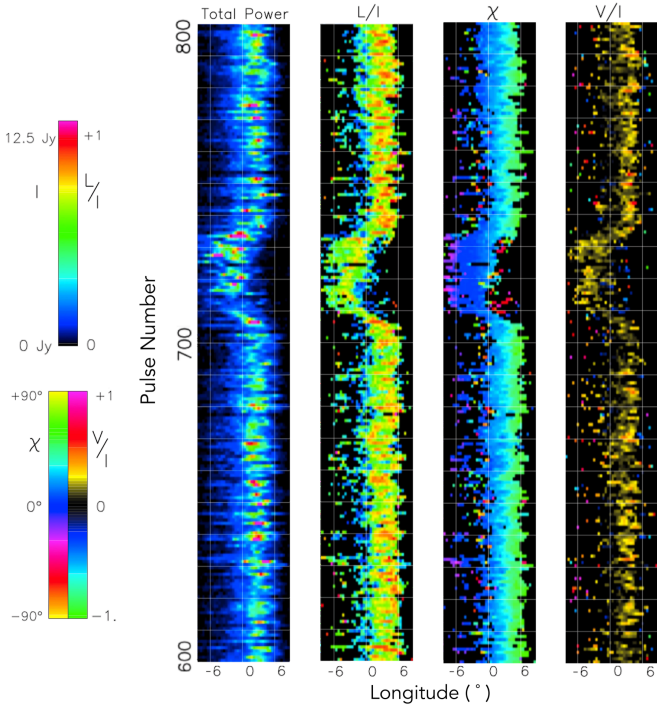 Total Power
L/I
χ
V/I
800
700
600
Pulse Number
12.5 Jy
+1
I
L/I
0 Jy
0
+90°
+1
χ
V/I
0°
0
−90°
−1.
-6 0 6
-6 0 6
-6 0 6
-6 0 6
Longitude (°)